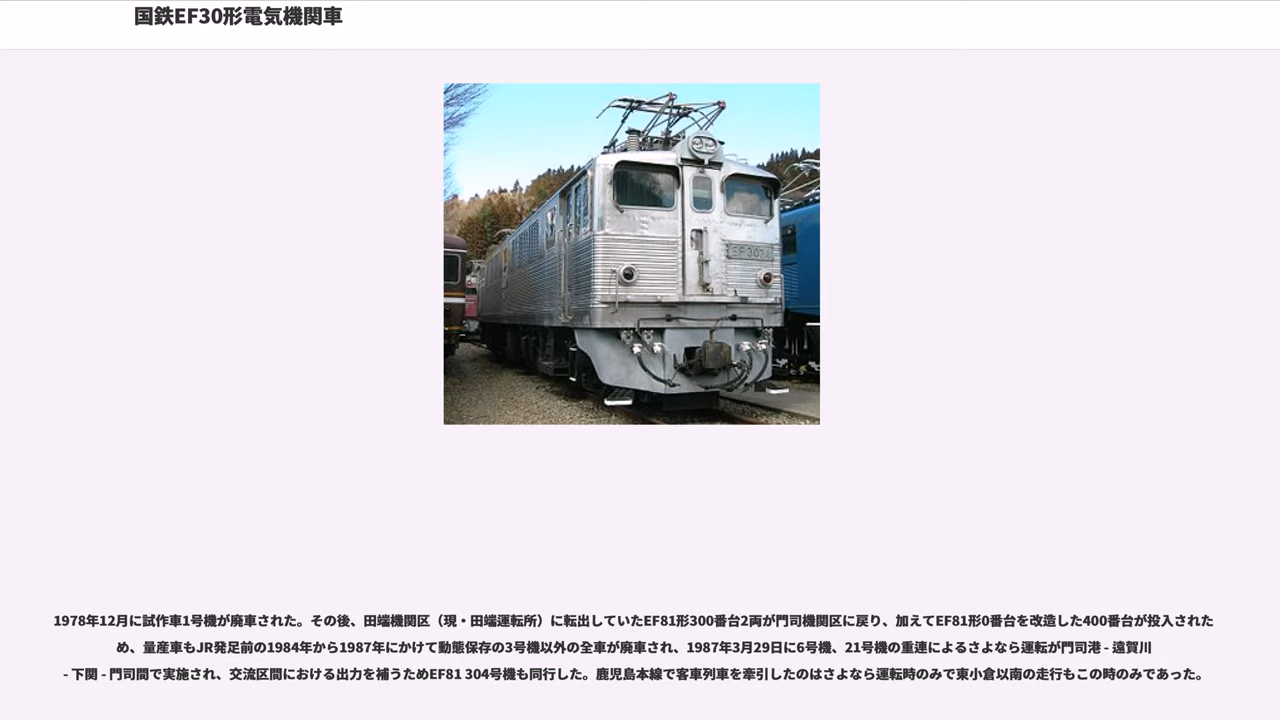 国鉄EF30形電気機関車
1978年12月に試作車1号機が廃車された。その後、田端機関区（現・田端運転所）に転出していたEF81形300番台2両が門司機関区に戻り、加えてEF81形0番台を改造した400番台が投入された
め、量産車もJR発足前の1984年から1987年にかけて動態保存の3号機以外の全車が廃車され、1987年3月29日に6号機、21号機の重連によるさよなら運転が門司港 - 遠賀川
- 下関 - 門司間で実施され、交流区間における出力を補うためEF81 304号機も同行した。鹿児島本線で客車列車を牽引したのはさよなら運転時のみで東小倉以南の走行もこの時のみであった。